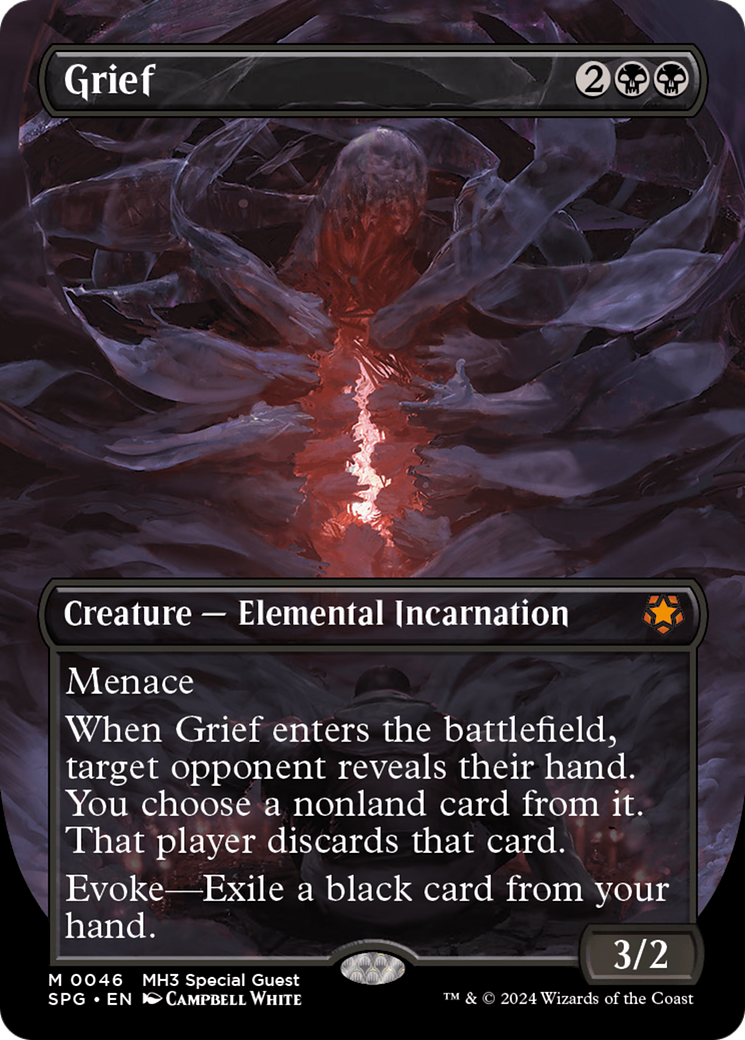 Grief 2
Creature — Elemental Incarnation
Menace
When Grief enters the battlefield,
target opponent reveals their hand.
You choose a nonland card from it.
That player discards that card.
Evoke—Exile a black card from your
hand.
3/2
M 0046 MH3 Special Guest
SPG • EN Campbell White ™ & © 2024 Wizards of the Coast